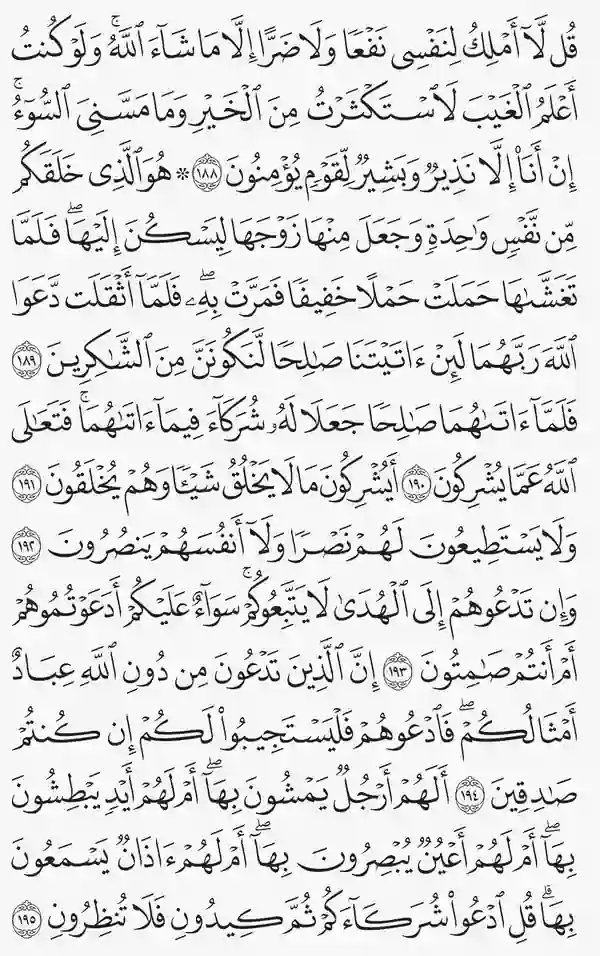 قُل لَّآ أَمۡلِكُ لِنَفۡسِي نَفۡعٗا وَلَا ضَرًّا إِلَّا مَا شَآءَ ٱللَّهُۚ وَلَوۡ كُنتُ
أَعۡلَمُ ٱلۡغَيۡبَ لَٱسۡتَكۡثَرۡتُ مِنَ ٱلۡخَيۡرِ وَمَا مَسَّنِيَ ٱلسُّوٓءُۚ
إِنۡ أَنَا۠ إِلَّا نَذِيرٞ وَبَشِيرٞ لِّقَوۡمٖ يُؤۡمِنُونَ ١٨٨ ۞ هُوَ ٱلَّذِي خَلَقَكُم
مِّن نَّفۡسٖ وَٰحِدَةٖ وَجَعَلَ مِنۡهَا زَوۡجَهَا لِيَسۡكُنَ إِلَيۡهَاۖ فَلَمَّا
تَغَشَّىٰهَا حَمَلَتۡ حَمۡلًا خَفِيفٗا فَمَرَّتۡ بِهِۦۖ فَلَمَّآ أَثۡقَلَت دَّعَوَا
ٱللَّهَ رَبَّهُمَا لَئِنۡ ءَاتَيۡتَنَا صَٰلِحٗا لَّنَكُونَنَّ مِنَ ٱلشَّٰكِرِينَ ١٨٩
فَلَمَّآ ءَاتَىٰهُمَا صَٰلِحٗا جَعَلَا لَهُۥ شُرَكَآءَ فِيمَآ ءَاتَىٰهُمَاۚ فَتَعَٰلَى
ٱللَّهُ عَمَّا يُشۡرِكُونَ ١٩٠ أَيُشۡرِكُونَ مَا لَا يَخۡلُقُ شَيۡـٔٗا وَهُمۡ يُخۡلَقُونَ ١٩١
وَلَا يَسۡتَطِيعُونَ لَهُمۡ نَصۡرٗا وَلَآ أَنفُسَهُمۡ يَنصُرُونَ ١٩٢
وَإِن تَدۡعُوهُمۡ إِلَى ٱلۡهُدَىٰ لَا يَتَّبِعُوكُمۡۚ سَوَآءٌ عَلَيۡكُمۡ أَدَعَوۡتُمُوهُمۡ
أَمۡ أَنتُمۡ صَٰمِتُونَ ١٩٣ إِنَّ ٱلَّذِينَ تَدۡعُونَ مِن دُونِ ٱللَّهِ عِبَادٌ
أَمۡثَالُكُمۡۖ فَٱدۡعُوهُمۡ فَلۡيَسۡتَجِيبُواْ لَكُمۡ إِن كُنتُمۡ
صَٰدِقِينَ ١٩٤ أَلَهُمۡ أَرۡجُلٞ يَمۡشُونَ بِهَآۖ أَمۡ لَهُمۡ أَيۡدٖ يَبۡطِشُونَ
بِهَآۖ أَمۡ لَهُمۡ أَعۡيُنٞ يُبۡصِرُونَ بِهَآۖ أَمۡ لَهُمۡ ءَاذَانٞ يَسۡمَعُونَ
بِهَاۗ قُلِ ٱدۡعُواْ شُرَكَآءَكُمۡ ثُمَّ كِيدُونِ فَلَا تُنظِرُونِ ١٩٥